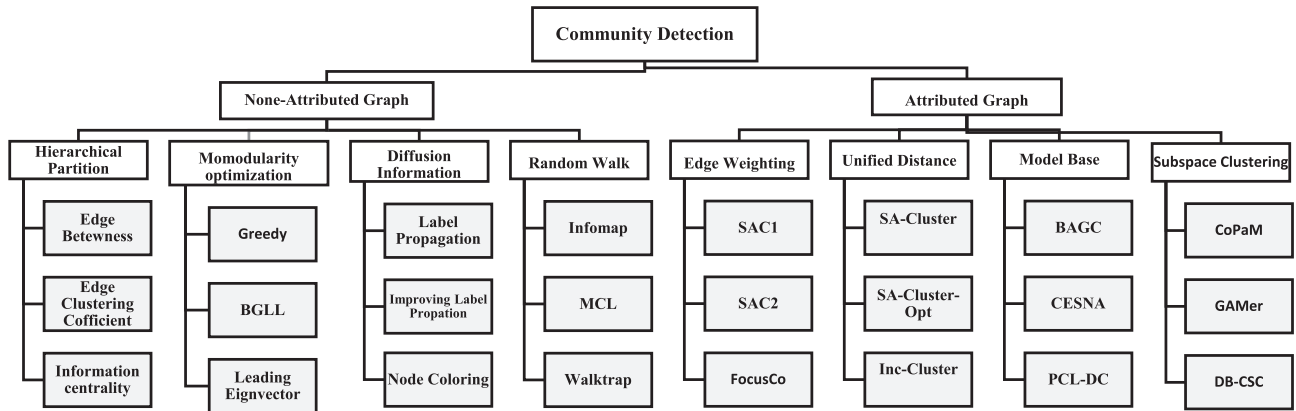 Community Detection
None-Attributed Graph
Attributed Graph
Hierarchical
Partition
Edge
Betewness
Edge
Clustering
Cofficient
Information
centrality
Momodularity
optimization
Greedy
BGLL
Leading
Eignvector
Diffusion
Information
Label
Propagation
Improving Label
Propation
Node Coloring
Random Walk
Infomap
MCL
Walktrap
Edge Weighting
SAC1
SAC2
FocusCo
Unified Distance
SA-Cluster
SA-Cluster-
Opt
Inc-Cluster
Model Base
BAGC
CESNA
PCL-DC
Subspace Clustering
CoPaM
GAMer
DB-CSC